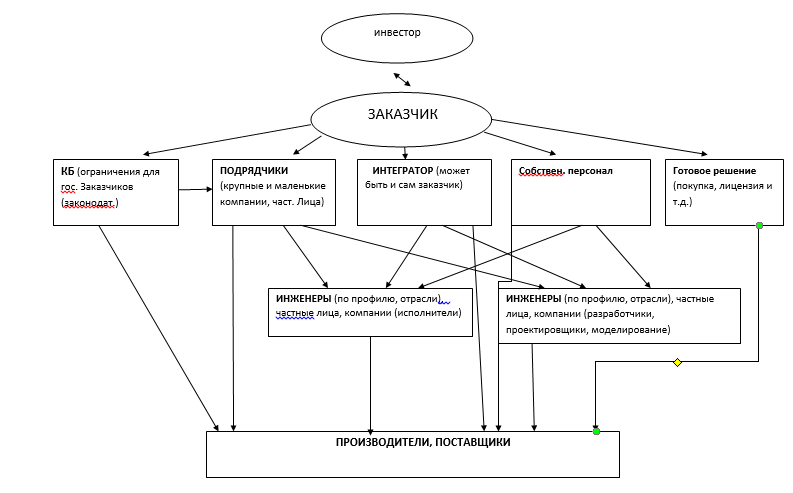 инвестор
ЗАКАЗЧИК
КБ (ограничения для
гос. Заказчиков
(законодат.)
ПОДРЯДЧИКИ
(крупные и маленькие
компании, част. Лица)
ИНТЕГРАТОР (может
быть и сам заказчик)
Собствен. персонал
Готовое решение
(покупка, лицензия и
т.д.)
ИНЖЕНЕРЫ (по профилю, отрасли),
частные лица, компании (исполнители)
ИНЖЕНЕРЫ (по профилю, отрасли), частные
лица, компании (разработчики,
проектировщики, моделирование)
ПРОИЗВОДИТЕЛИ, ПОСТАВЩИКИ